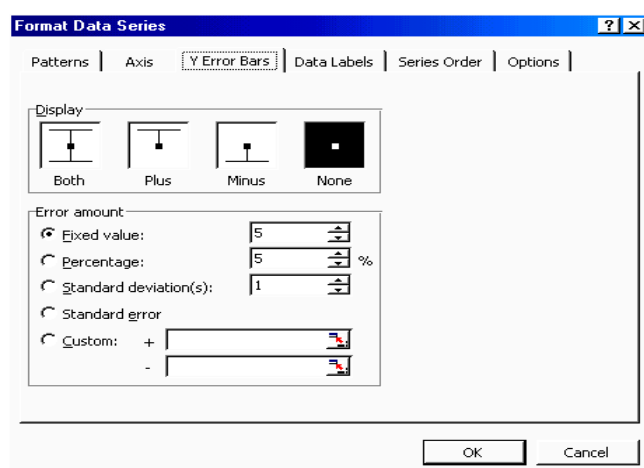 Format Data Series
Patterns Axis Y Error Bars Data Labels Series Order Options
Display
Both Plus Minus None
Error amount
Fixed value: 5
Percentage: 5 %
Standard deviation(s): 1
Standard error
Custom: +
-
OK Cancel